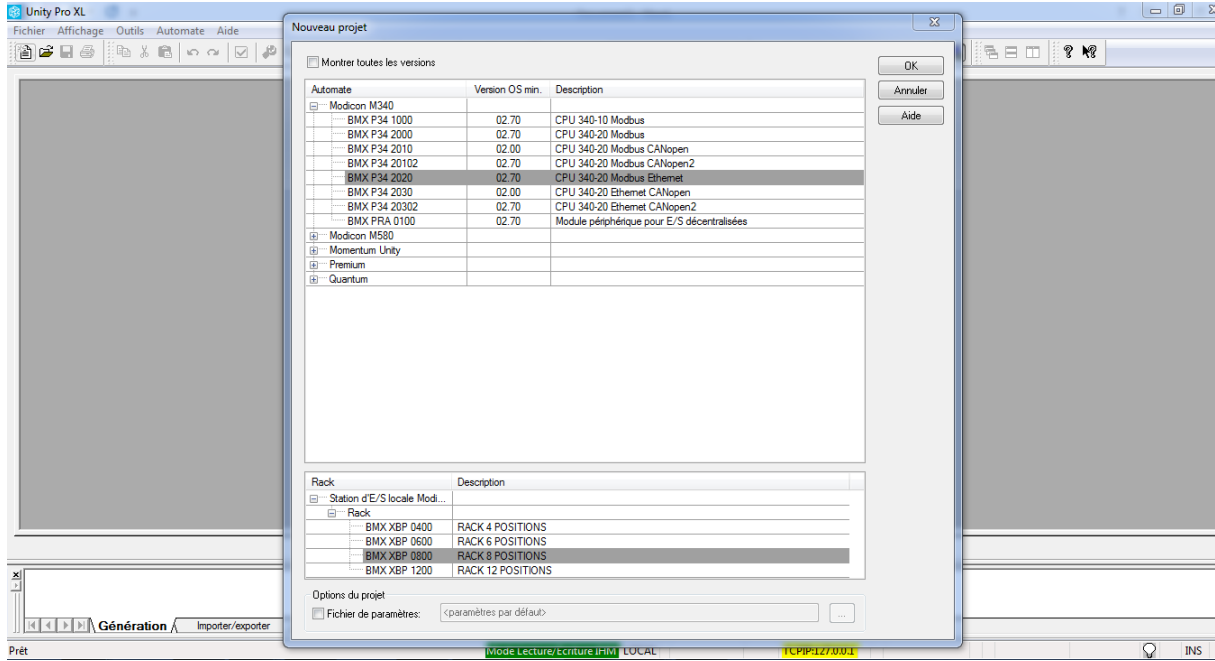 Unity Pro XL
Fichier Affichage Outils Automate Aide
Nouveau projet
Montrer toutes les versions
OK
Annuler
Aide
Automate Version OS min. Description
Modicon M340
BMX P34 1000 02.70 CPU 340-10 Modbus
BMX P34 2000 02.70 CPU 340-20 Modbus
BMX P34 2010 02.00 CPU 340-20 Modbus CANopen
BMX P34 20102 02.70 CPU 340-20 Modbus CANopen2
BMX P34 2020 02.70 CPU 340-20 Modbus Ethernet
BMX P34 2030 02.00 CPU 340-20 Ethernet CANopen
BMX P34 20302 02.70 CPU 340-20 Ethernet CANopen2
BMX PRA 0100 02.70 Module périphérique pour E/S décentralisées
Modicon M580
Momentum Unity
Premium
Quantum
Rack Description
Station d'E/S locale Modi...
Rack
BMX XBP 0400 RACK 4 POSITIONS
BMX XBP 0600 RACK 6 POSITIONS
BMX XBP 0800 RACK 8 POSITIONS
BMX XBP 1200 RACK 12 POSITIONS
Options du projet
Fichier de paramètres: <paramètres par défaut> ...
Génération Importer/exporter
Prêt Mode Lecture/Ecriture IHM LOCAL TCPIP:127.0.0.1 INS